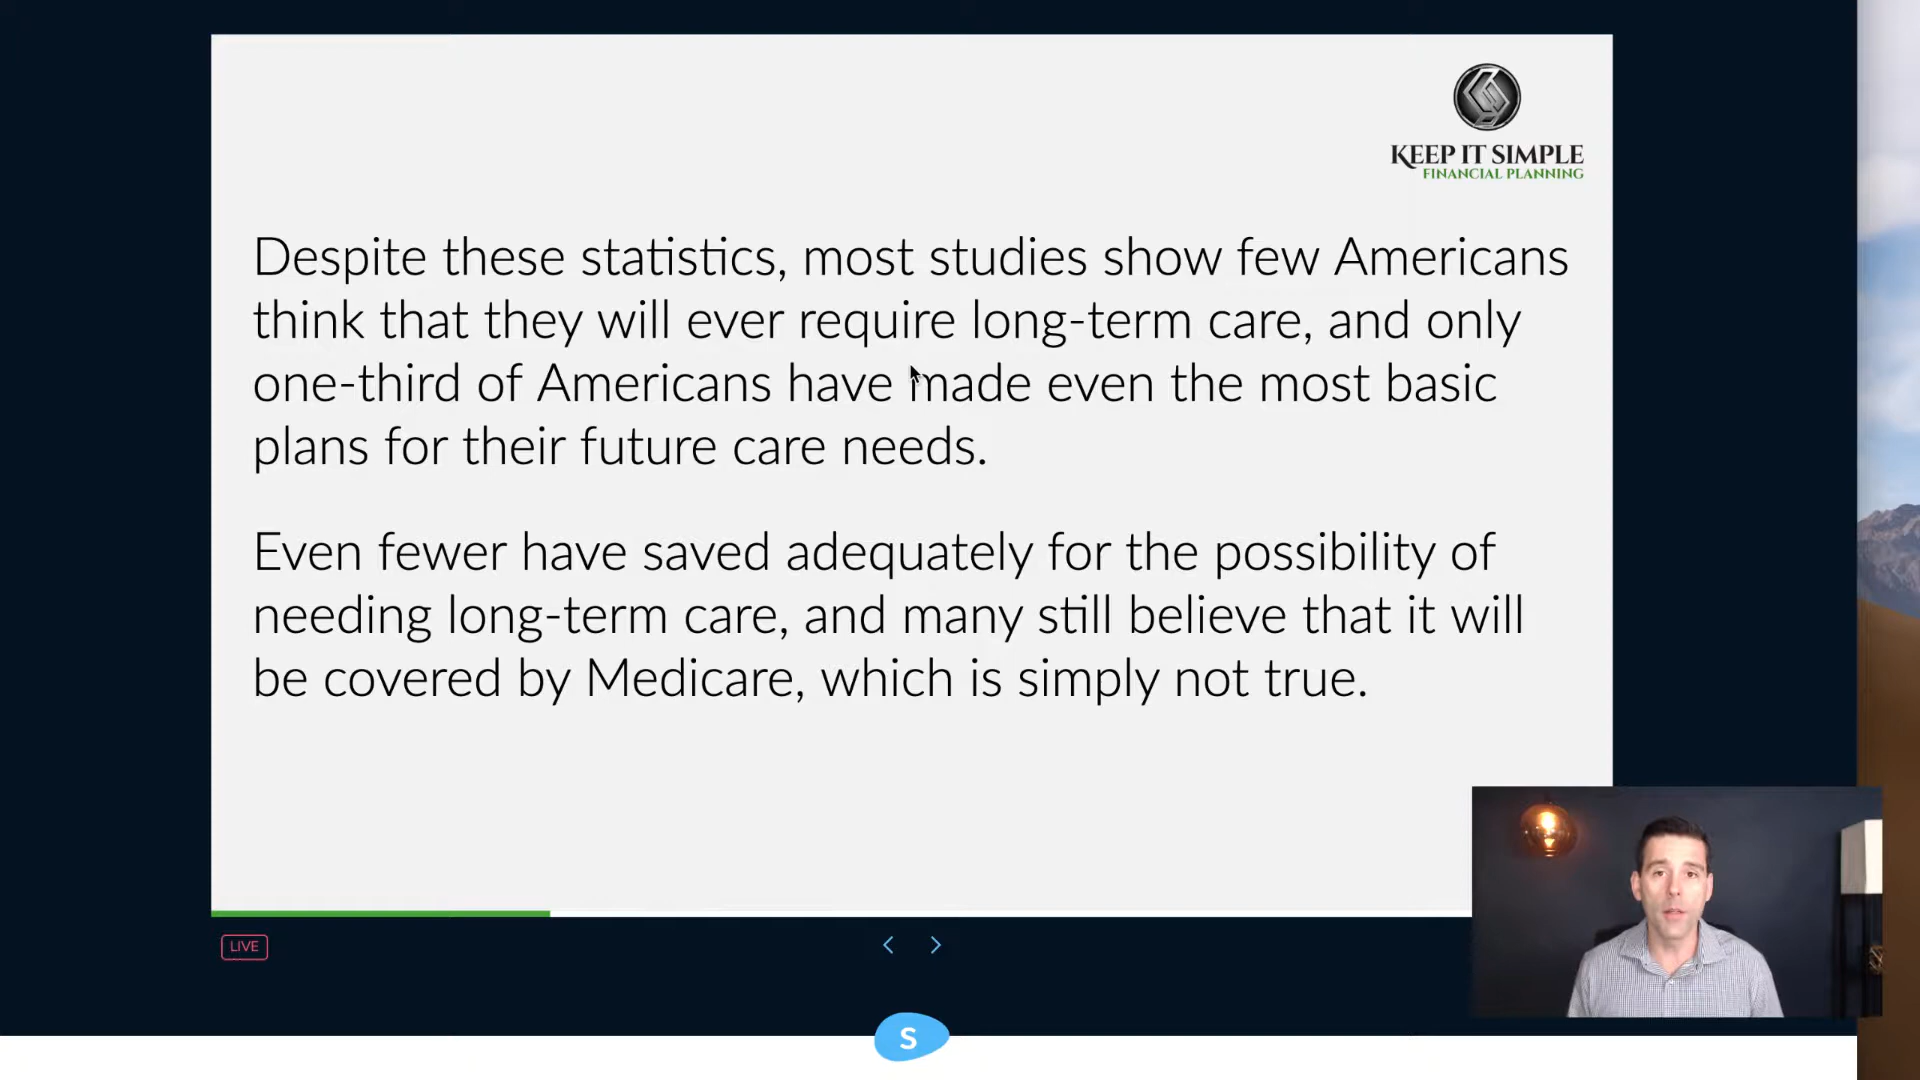 KEEP IT SIMPLE
FINANCIAL PLANNING
Despite these statistics, most studies show few Americans
think that they will ever require long-term care, and only
one-third of Americans have made even the most basic
plans for their future care needs.
Even fewer have saved adequately for the possibility of
needing long-term care, and many still believe that it will
be covered by Medicare, which is simply not true.
LIVE
S